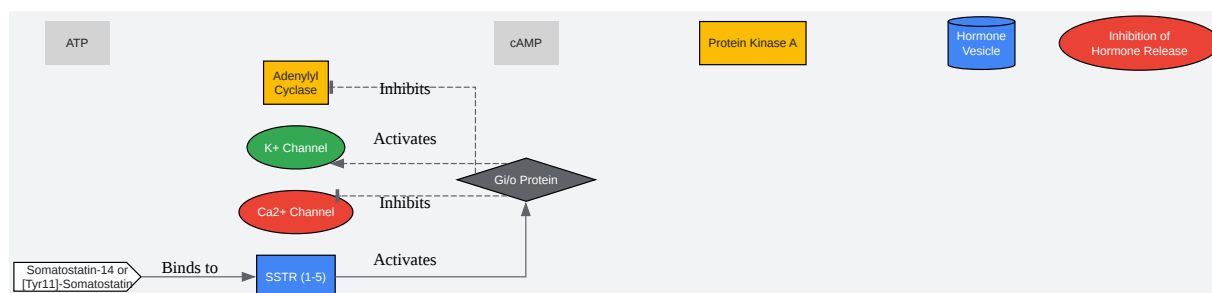 ATP
cAMP
Protein Kinase A
Hormone
Vesicle
Inhibition of
Hormone Release
Adenylyl
Cyclase
Inhibits
K+ Channel
Activates
Gi/o Protein
Ca2+ Channel
Inhibits
Somatostatin-14 or
[Tyr11]-Somatostatin
Binds to
SSTR (1-5)
Activates